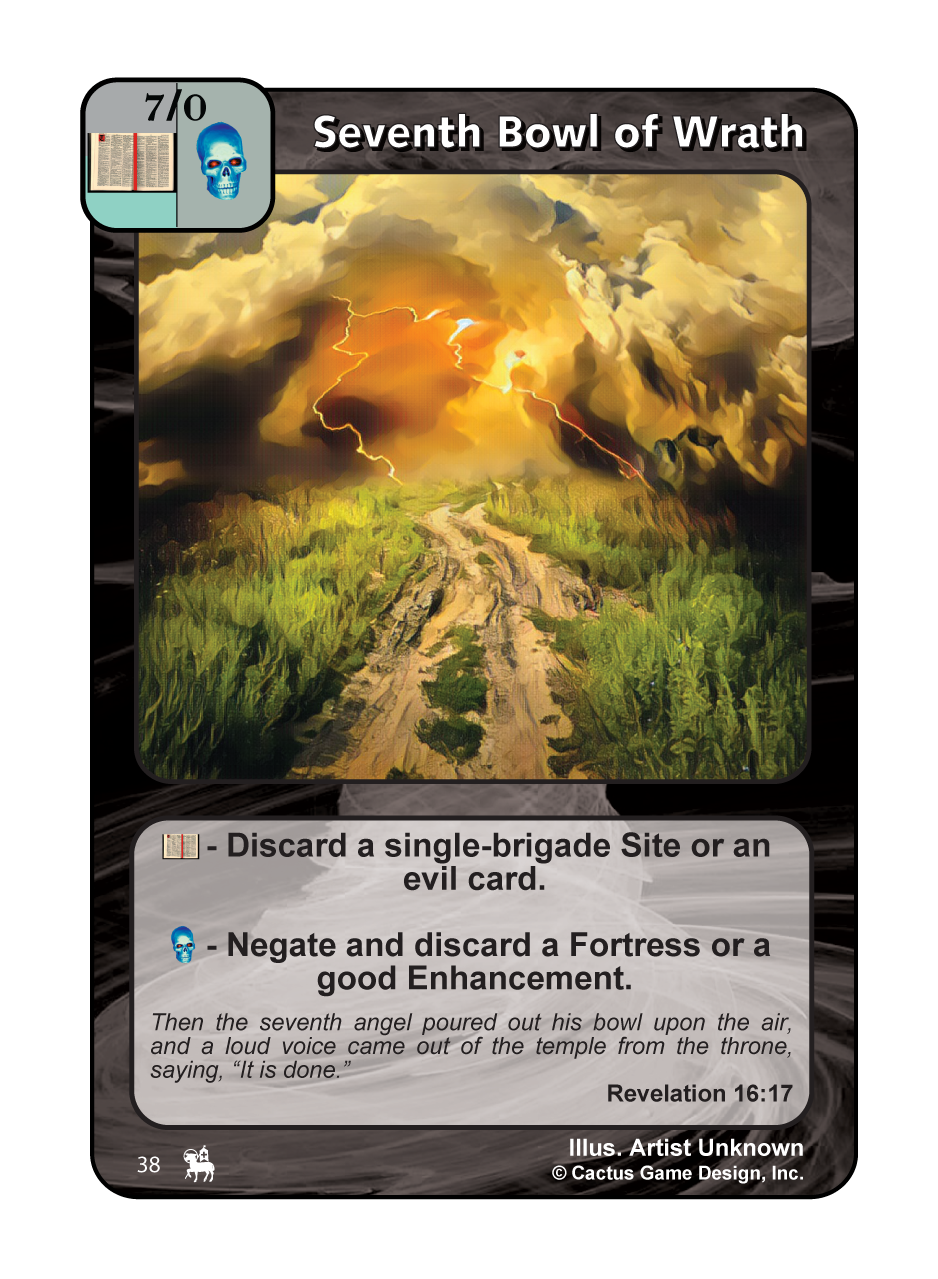 7/0
Seventh Bowl of Wrath
- Discard a single-brigade Site or an
evil card.
- Negate and discard a Fortress or a
good Enhancement.
Then the seventh angel poured out his bowl upon the air,
and a loud voice came out of the temple from the throne,
saying, “It is done.”
Revelation 16:17
38
Illus. Artist Unknown
© Cactus Game Design, Inc.